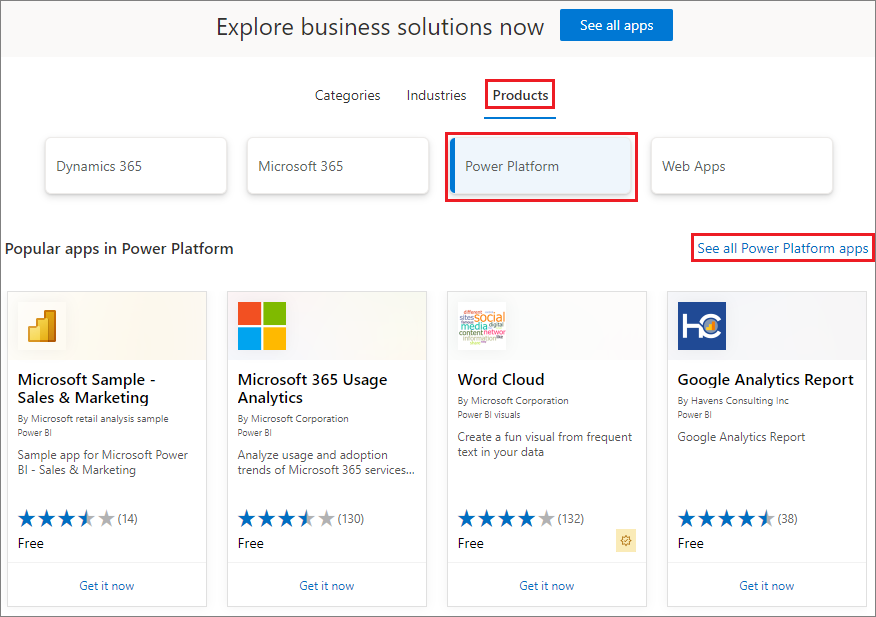 Explore business solutions now
See all apps
Categories
Industries
Products
Dynamics 365
Microsoft 365
Power Platform
Web Apps
Popular apps in Power Platform
See all Power Platform apps
Microsoft Sample -
Sales & Marketing
By Microsoft retail analysis sample
Power BI
Sample app for Microsoft Power
BI - Sales & Marketing
(14)
Free
Get it now
Microsoft 365 Usage
Analytics
By Microsoft Corporation
Power BI
Analyze usage and adoption
trends of Microsoft 365 services...
(130)
Free
Get it now
different
sites social
media digital
content network
information
Word Cloud
By Microsoft Corporation
Power BI visuals
Create a fun visual from frequent
text in your data
(132)
Free
Get it now
HC
Google Analytics Report
By Havens Consulting Inc
Power BI
Google Analytics Report
(38)
Free
Get it now